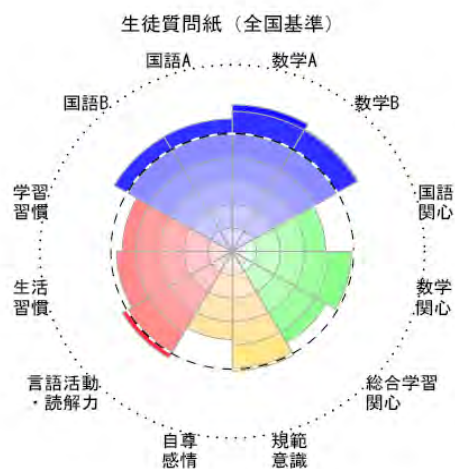 生徒質問紙（全国基準）
国語A
数学A
国語B
数学B
学習
習慣
国語
関心
生活
習慣
数学
関心
言語活動
・読解力
総合学習
関心
自尊
感情
規範
意識